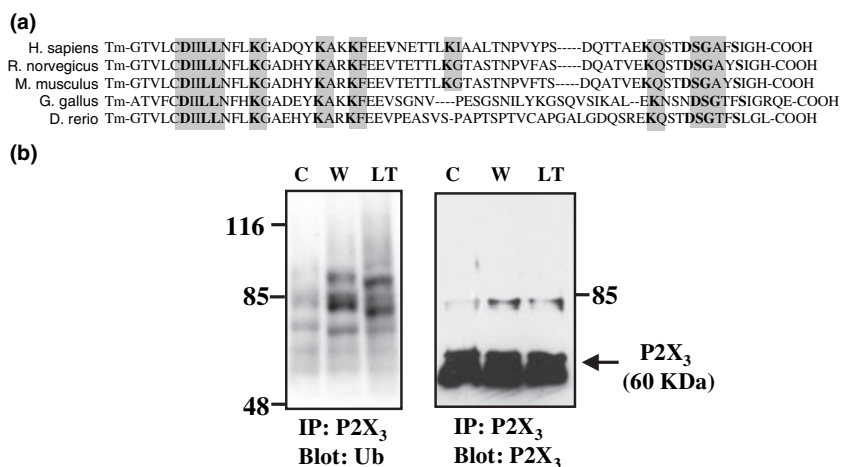 (a)
H. sapiens Tm-GTVLCDIILLNFLKGADQYKAKKFEEVNETTLKIAALTNPVYPS-----DQTTAEKQSTDSGAFSIGH-COOH
R. norvegicus Tm-GTVLCDIILLNFLKGADHYKARKFEEVTETTLKGTASTNPVFAS-----DQATVEKQSTDSGAYSIGH-COOH
M. musculus Tm-GTVLCDIILLNFLKGADHYKARKFEEVTETTLKGTASTNPVFTS-----DQATVEKQSTDSGAYSIGH-COOH
G. gallus Tm-ATVFCDIILLNFHKGADEYKARKFEEVSGNV----PESGSNILYKGSQVSIKAL--EKNSNDSGTFSIGRQE-COOH
D. rerio Tm-GTVLCDIILLNFLKGAEHYKARKFEEVPEASVS-PAPTSPTVCAPGALGDQSREKQSTDSGTFSLGL-COOH
(b)
C W LT C W LT
116
85 85
P2X3
(60 KDa)
48
IP: P2X3 IP: P2X3
Blot: Ub Blot: P2X3